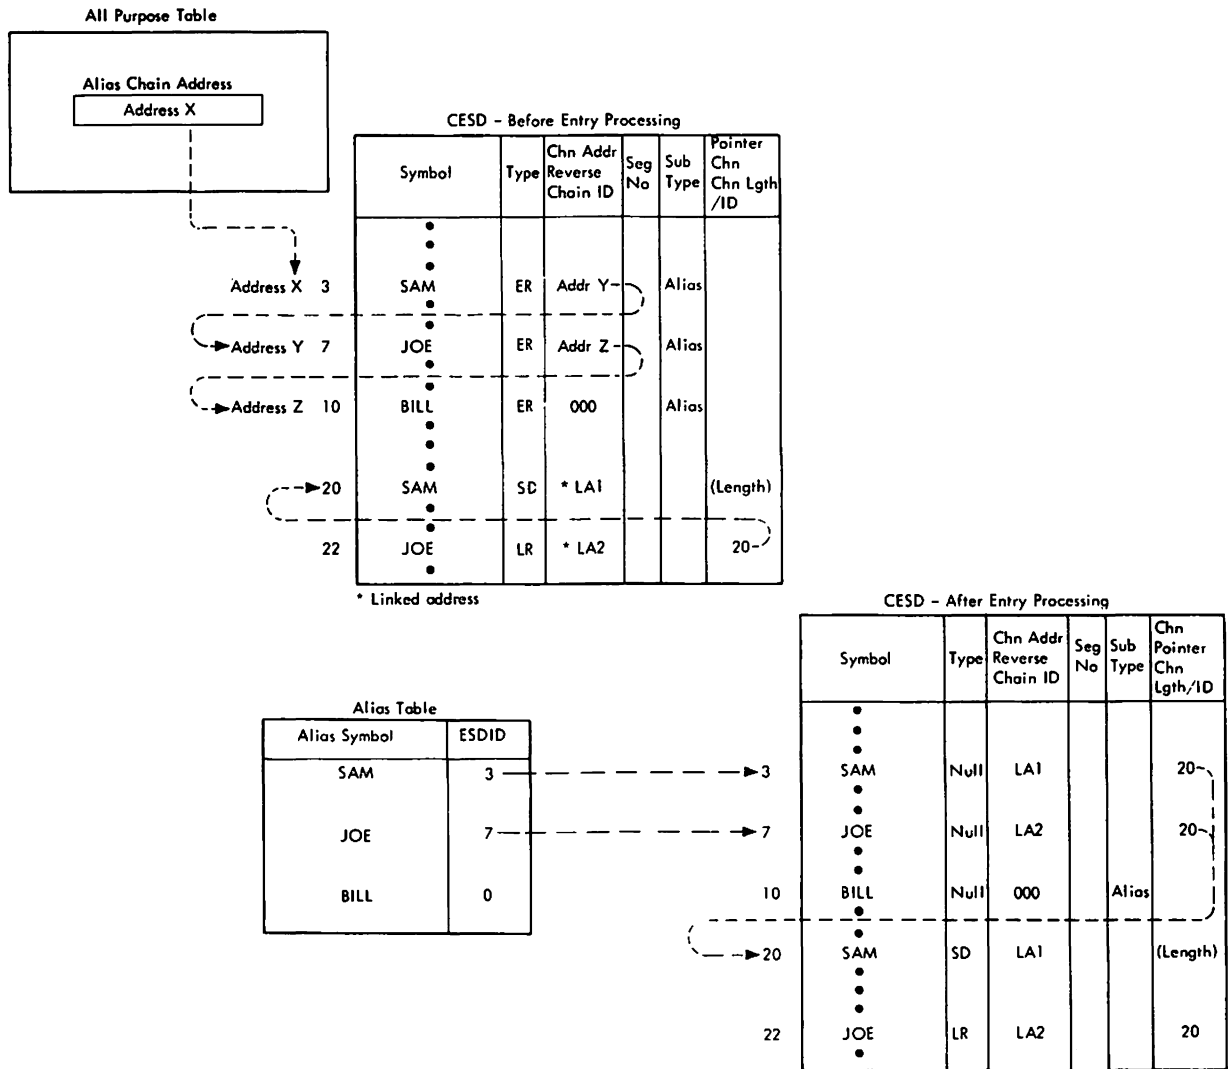 All Purpose Table
Alias Chain Address
Address X
CESD - Before Entry Processing
Symbol Type Chn Addr Reverse Chain ID Seg No Sub Type Pointer Chn Chn Lgth /ID
Address X 3 SAM ER Addr Y Alias
Address Y 7 JOE ER Addr Z Alias
Address Z 10 BILL ER 000 Alias
20 SAM SD * LA1 (Length)
22 JOE LR * LA2 20
* Linked address
CESD - After Entry Processing
Symbol Type Chn Addr Reverse Chain ID Seg No Sub Type Chn Pointer Chn Lgth/ID
Alias Table
Alias Symbol ESDID
SAM 3
JOE 7
BILL 0
3 SAM Null LA1 20
7 JOE Null LA2 20
10 BILL Null 000 Alias
20 SAM SD LA1 (Length)
22 JOE LR LA2 20